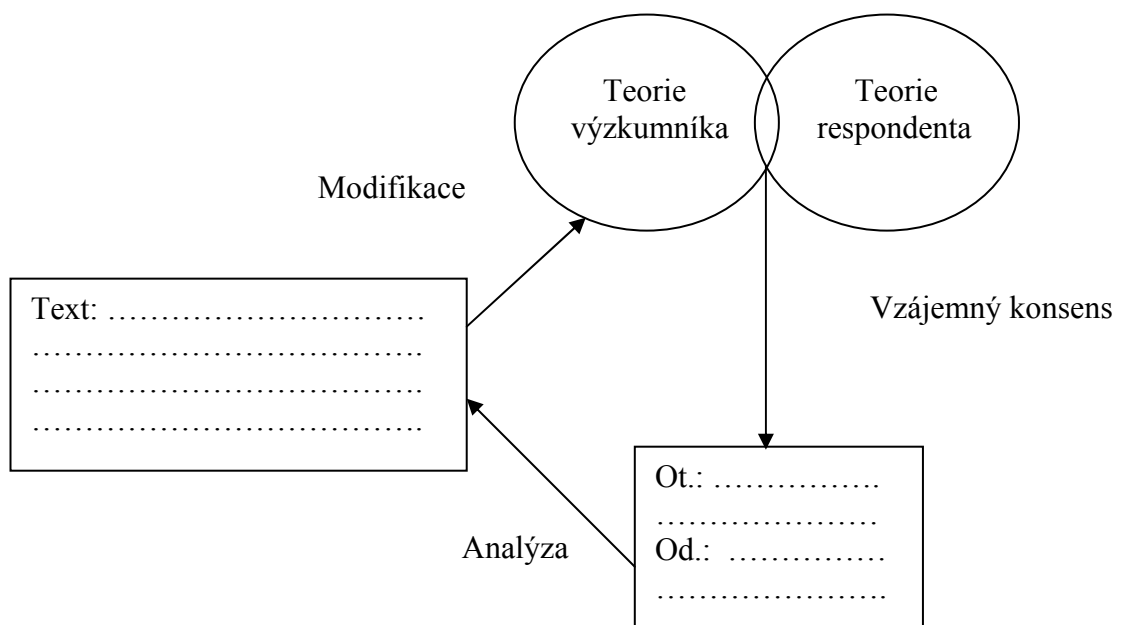 Teorie
výzkumníka
Teorie
respondenta
Modifikace
Vzájemný konsens
Text: …………………………
……………………………….
……………………………….
……………………………….
Ot.: …………….
…………………
Od.: ……………
………………….
Analýza